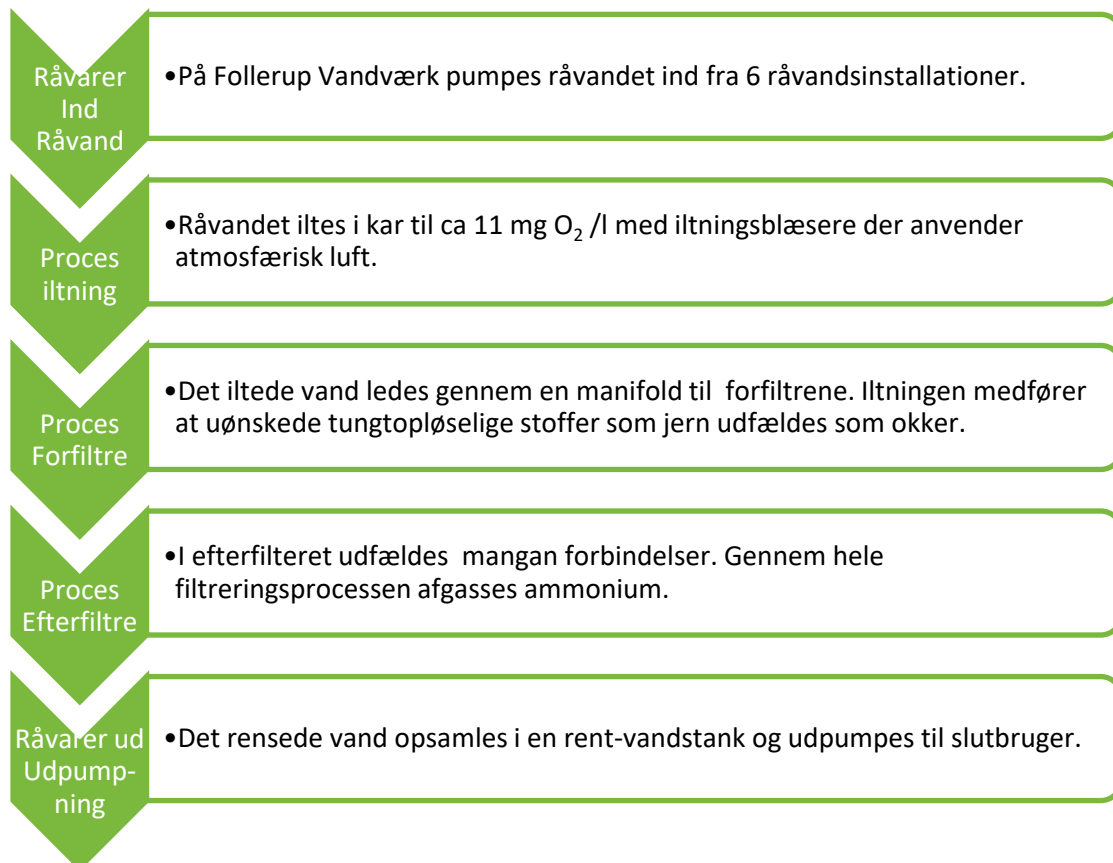 Råvarer
Ind
Råvand
•På Follerup Vandværk pumpes råvandet ind fra 6 råvandsinstallationer.
Proces
iltning
•Råvandet iltes i kar til ca 11 mg O₂ /l med iltningsblæsere der anvender
atmosfærisk luft.
Proces
Forfiltre
•Det iltede vand ledes gennem en manifold til forfiltrene. Iltningen medfører
at uønskede tungtopløselige stoffer som jern udfældes som okker.
Proces
Efterfiltre
•I efterfilteret udfældes mangan forbindelser. Gennem hele
filtreringsprocessen afgasses ammonium.
Råvarer ud
Udpump-
ning
•Det rensede vand opsamles i en rent-vandstank og udpumpes til slutbruger.